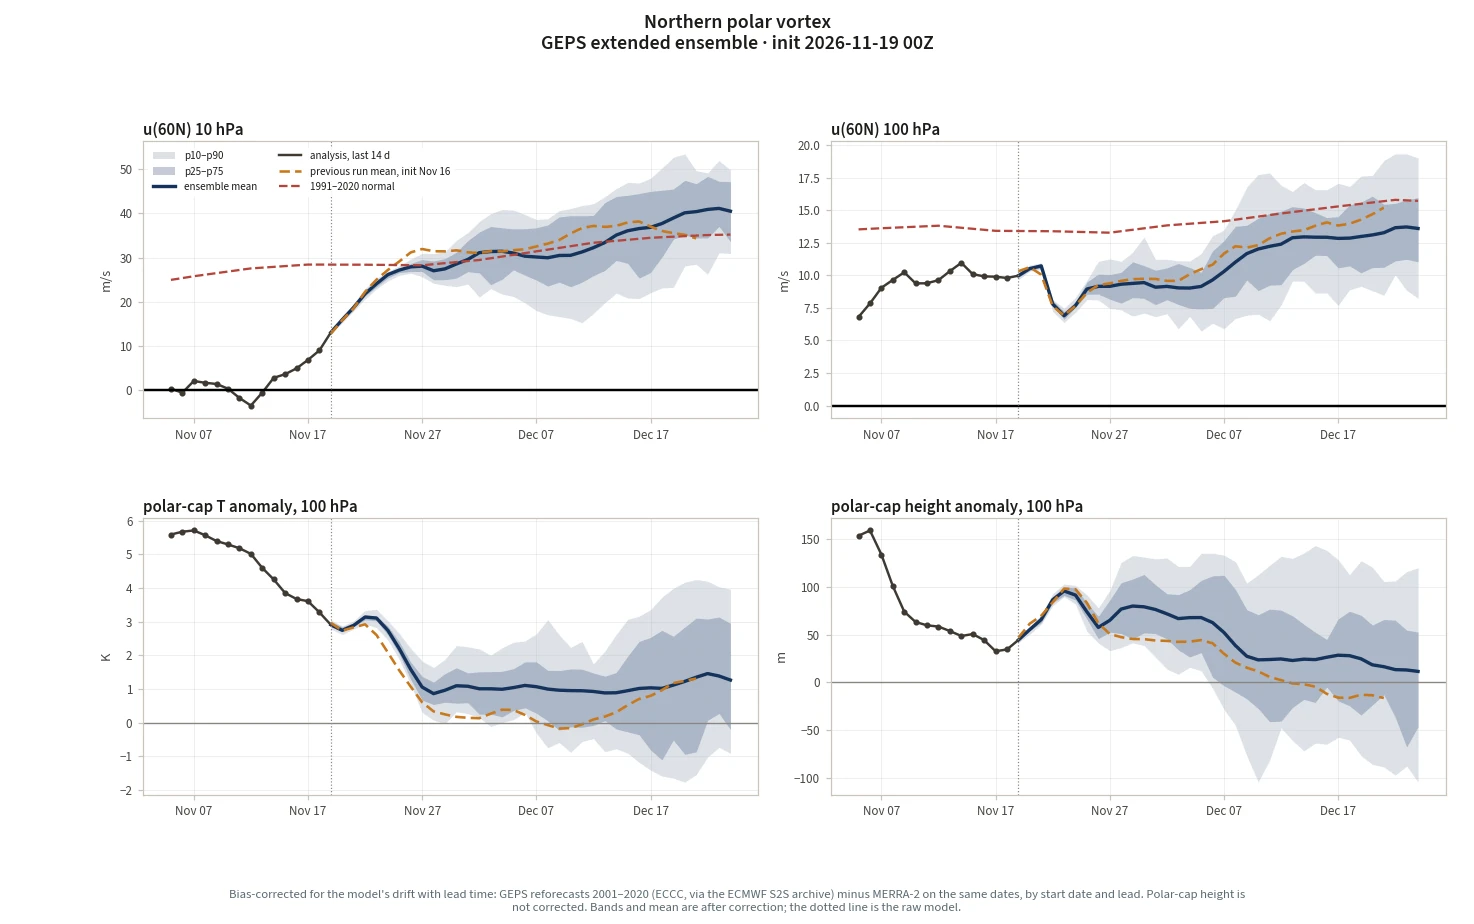 Northern polar vortex
GEPS extended ensemble · init 2026-11-19 00Z
u(60N) 10 hPa
p10–p90
p25–p75
ensemble mean
analysis, last 14 d
previous run mean, init Nov 16
1991–2020 normal
m/s
50
40
30
20
10
0
Nov 07
Nov 17
Nov 27
Dec 07
Dec 17
u(60N) 100 hPa
m/s
20.0
17.5
15.0
12.5
10.0
7.5
5.0
2.5
0.0
Nov 07
Nov 17
Nov 27
Dec 07
Dec 17
polar-cap T anomaly, 100 hPa
K
6
5
4
3
2
1
0
−1
−2
Nov 07
Nov 17
Nov 27
Dec 07
Dec 17
polar-cap height anomaly, 100 hPa
m
150
100
50
0
−50
−100
Nov 07
Nov 17
Nov 27
Dec 07
Dec 17
Bias-corrected for the model's drift with lead time: GEPS reforecasts 2001–2020 (ECCC, via the ECMWF S2S archive) minus MERRA-2 on the same dates, by start date and lead. Polar-cap height is
not corrected. Bands and mean are after correction; the dotted line is the raw model.